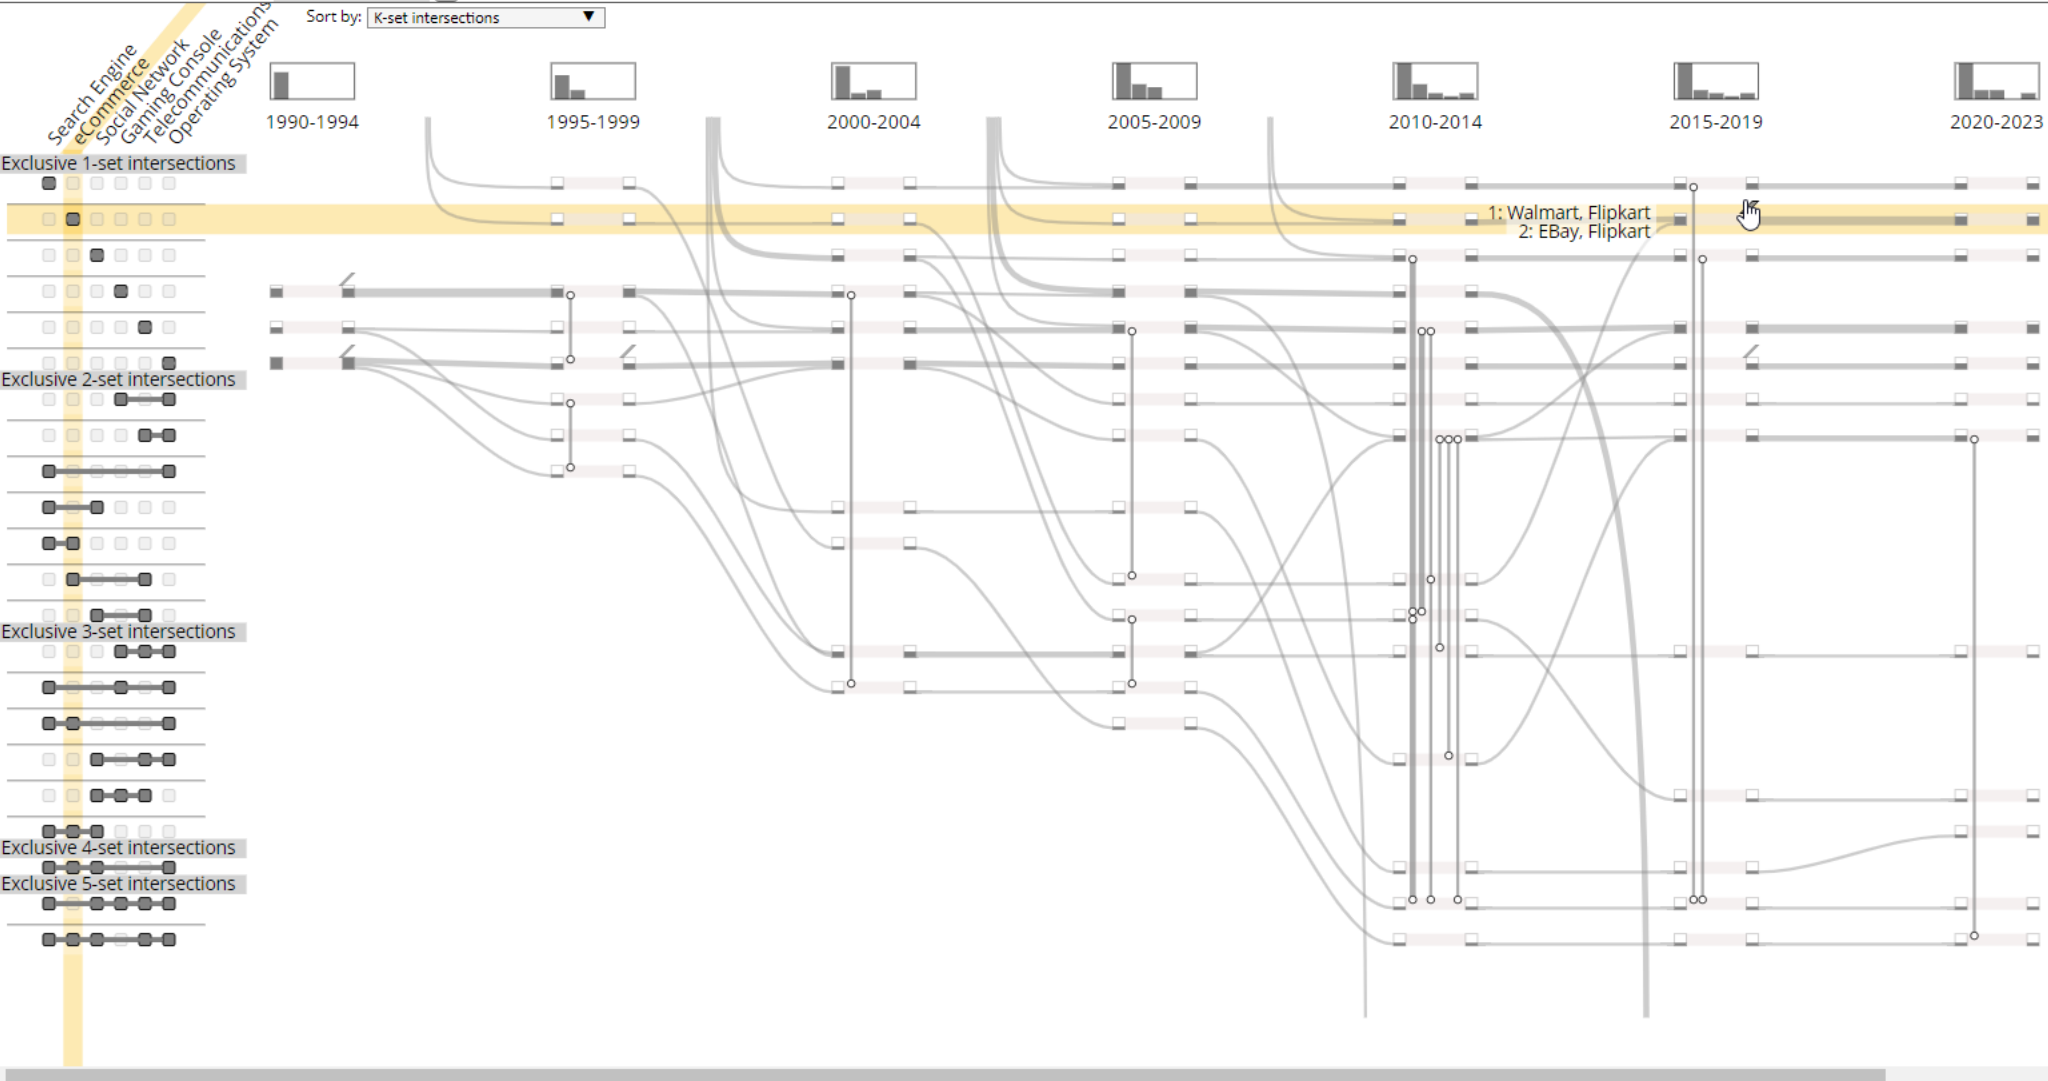 Sort by: K-set intersections ▼
Search Engine
eCommerce
Social Network
Gaming Console
Telecommunications
Operating System
1990-1994 1995-1999 2000-2004 2005-2009 2010-2014 2015-2019 2020-2023
Exclusive 1-set intersections
1: Walmart, Flipkart
2: EBay, Flipkart
Exclusive 2-set intersections
Exclusive 3-set intersections
Exclusive 4-set intersections
Exclusive 5-set intersections